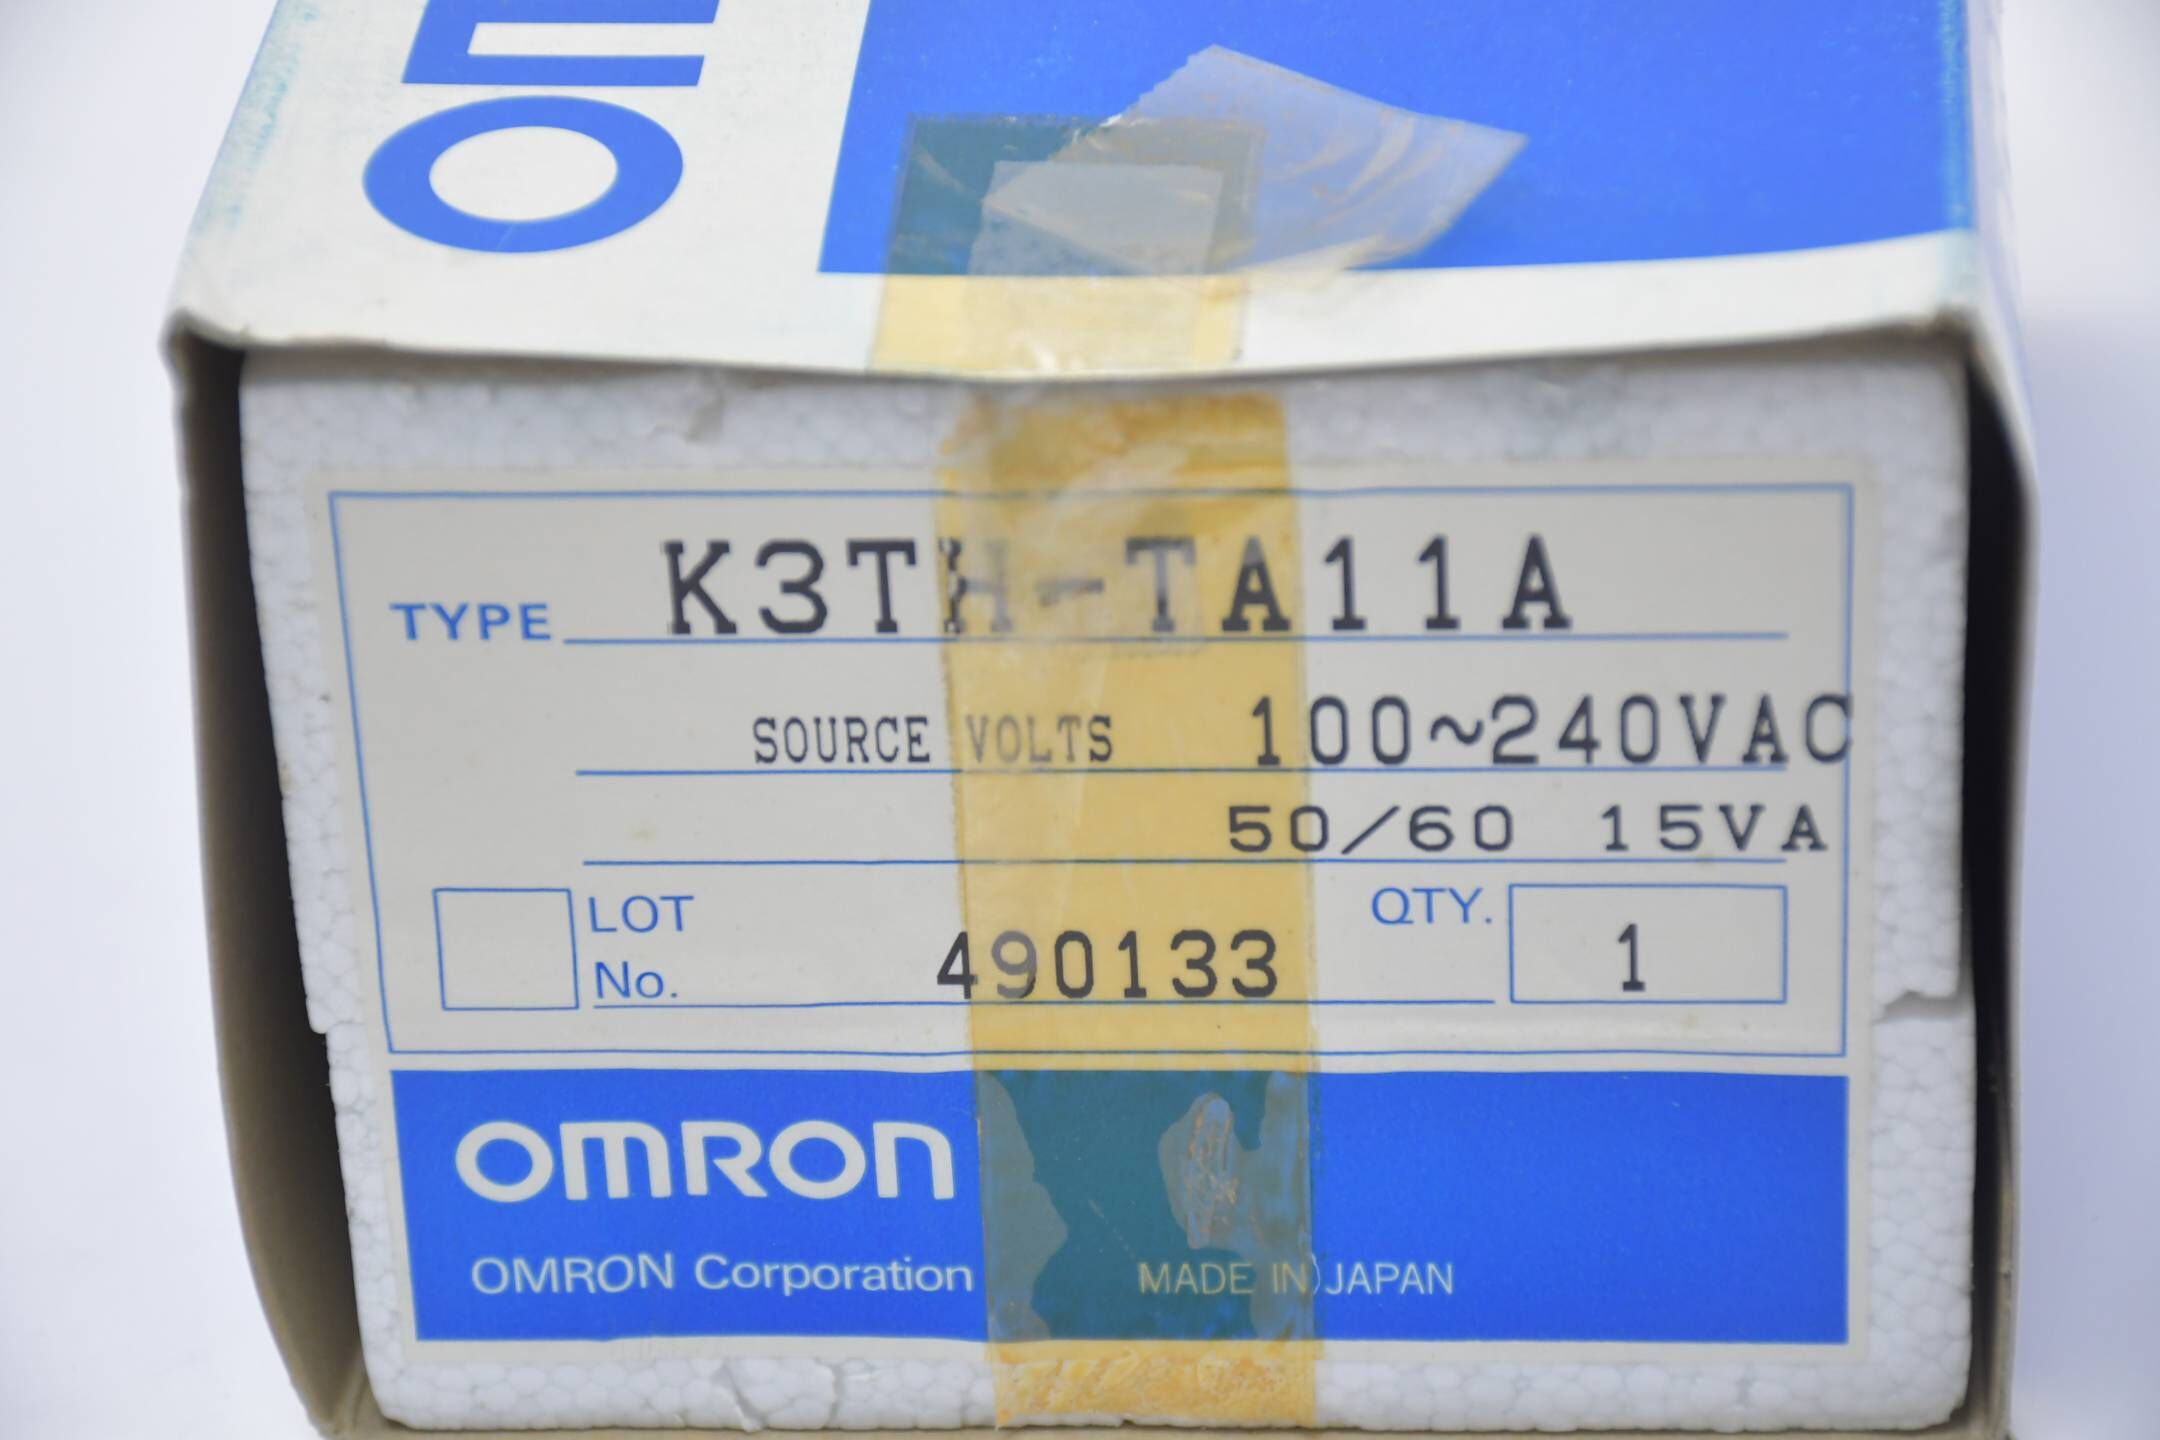 EO
TYPE K3TH-TA11A
SOURCE VOLTS 100~240VAC
50/60 15VA
LOT No. 490133 QTY. 1
OMRON
OMRON Corporation MADE IN JAPAN